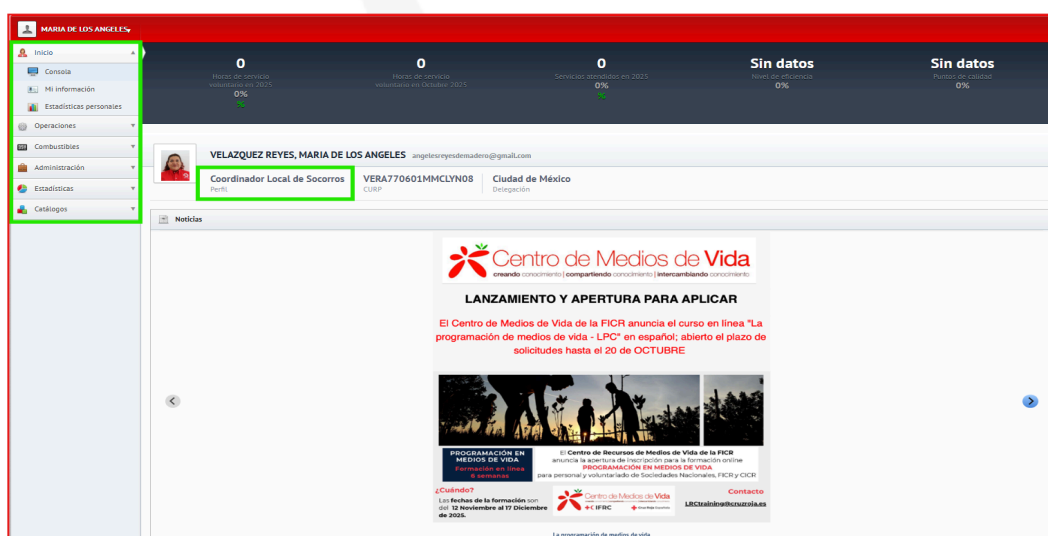 MARIA DE LOS ANGELES
Inicio
Consola
Mi información
Estadísticas personales
Operaciones
Combustibles
Administración
Estadísticas
Catálogos
0
Horas de servicio
voluntario en 2025
0%
%
0
Horas de servicio
voluntario en Octubre 2025
0
Servicios atendidos en 2025
0%
%
Sin datos
Nivel de eficiencia
0%
Sin datos
Puntos de calidad
0%
VELAZQUEZ REYES, MARIA DE LOS ANGELES angelesreyesdemadero@gmail.com
Coordinador Local de Socorros
Perfil
VERA770601MMCLYN08
CURP
Ciudad de México
Delegación
Noticias
Centro de Medios de Vida
creando conocimiento | compartiendo conocimiento | intercambiando conocimiento
LANZAMIENTO Y APERTURA PARA APLICAR
El Centro de Medios de Vida de la FICR anuncia el curso en línea "La
programación de medios de vida - LPC" en español; abierto el plazo de
solicitudes hasta el 20 de OCTUBRE
PROGRAMACIÓN EN
MEDIOS DE VIDA
Formación en línea
6 semanas
El Centro de Recursos de Medios de Vida de la FICR
anuncia la apertura de inscripción para la formación online
PROGRAMACIÓN EN MEDIOS DE VIDA
para personal y voluntariado de Sociedades Nacionales, FICR y CICR
¿Cuándo?
Las fechas de la formación son
del 12 Noviembre al 17 Diciembre
de 2025.
Centro de Medios de Vida
IFRC
Contacto
LRCtraining@cruzroja.es
La programación de medios de vida